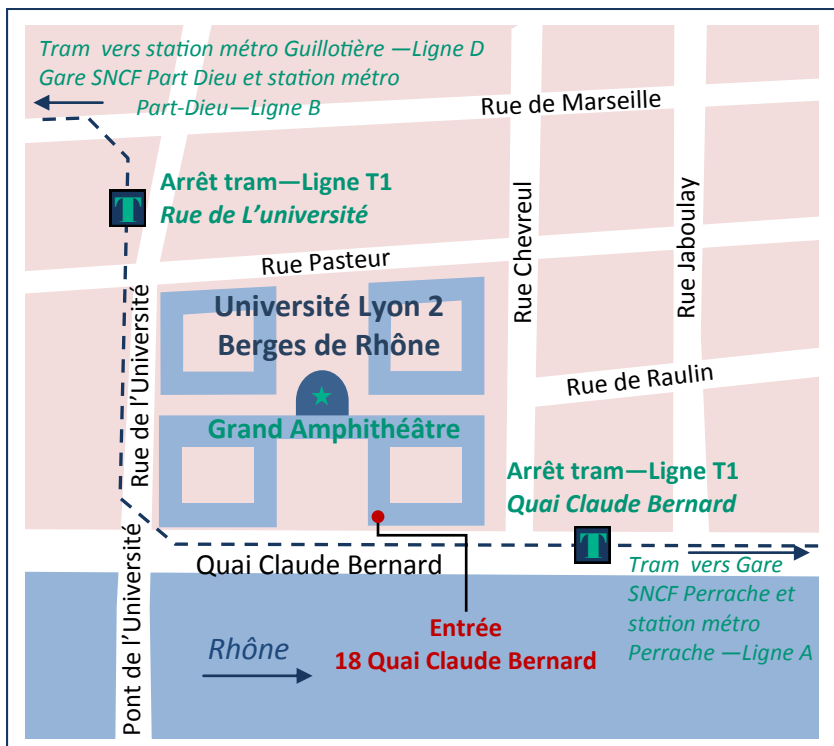 Tram  vers station métro Guillotière —Ligne D
Gare SNCF Part Dieu et station métro
Part-Dieu—Ligne B
Rue de Marseille
Arrêt tram—Ligne T1
Rue de L’université
T
Rue Pasteur
Rue Chevreul
Rue Jaboulay
Rue de l’Université
Université Lyon 2
Berges de Rhône
Rue de Raulin
Grand Amphithéâtre
Arrêt tram—Ligne T1
Quai Claude Bernard
T
Quai Claude Bernard
Pont de l’Université
Tram  vers Gare
SNCF Perrache et
station métro
Perrache —Ligne A
Entrée
18 Quai Claude Bernard
Rhône